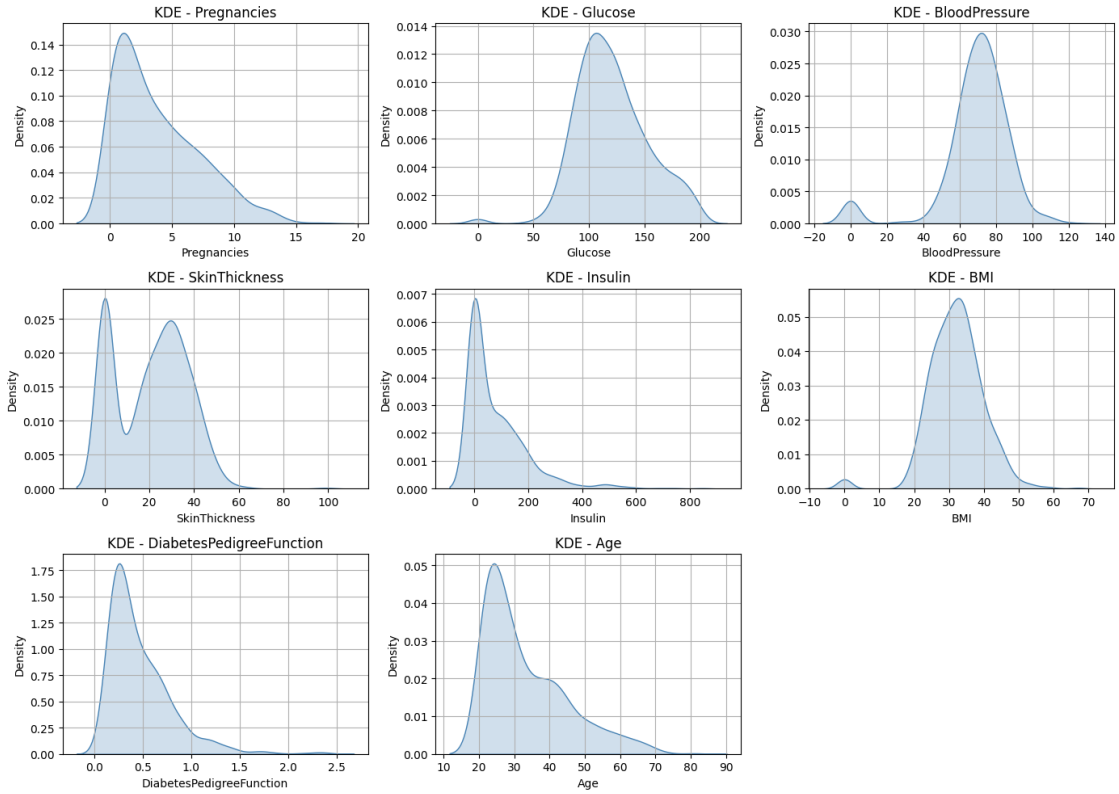 KDE - Pregnancies
Density
0.14
0.12
0.10
0.08
0.06
0.04
0.02
0.00
0 5 10 15 20
Pregnancies
KDE - Glucose
Density
0.014
0.012
0.010
0.008
0.006
0.004
0.002
0.000
0 50 100 150 200
Glucose
KDE - BloodPressure
Density
0.030
0.025
0.020
0.015
0.010
0.005
0.000
−20 0 20 40 60 80 100 120 140
BloodPressure
KDE - SkinThickness
Density
0.025
0.020
0.015
0.010
0.005
0.000
0 20 40 60 80 100
SkinThickness
KDE - Insulin
Density
0.007
0.006
0.005
0.004
0.003
0.002
0.001
0.000
0 200 400 600 800
Insulin
KDE - BMI
Density
0.05
0.04
0.03
0.02
0.01
0.00
−10 0 10 20 30 40 50 60 70
BMI
KDE - DiabetesPedigreeFunction
Density
1.75
1.50
1.25
1.00
0.75
0.50
0.25
0.00
0.0 0.5 1.0 1.5 2.0 2.5
DiabetesPedigreeFunction
KDE - Age
Density
0.05
0.04
0.03
0.02
0.01
0.00
10 20 30 40 50 60 70 80 90
Age